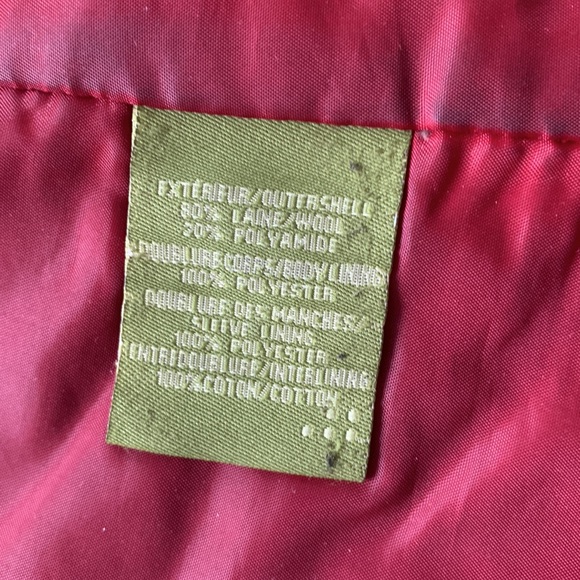 EXTÉRIEUR/OUTERSHELL
80% LAINE/WOOL
20% POLYAMIDE
DOUBLURE CORPS/BODY LINING
100% POLYESTER
DOUBLURE DES MANCHES/
SLEEVE LINING
100% POLYESTER
ENTREDOUBLURE/INTERLINING
100%COTON/COTTON